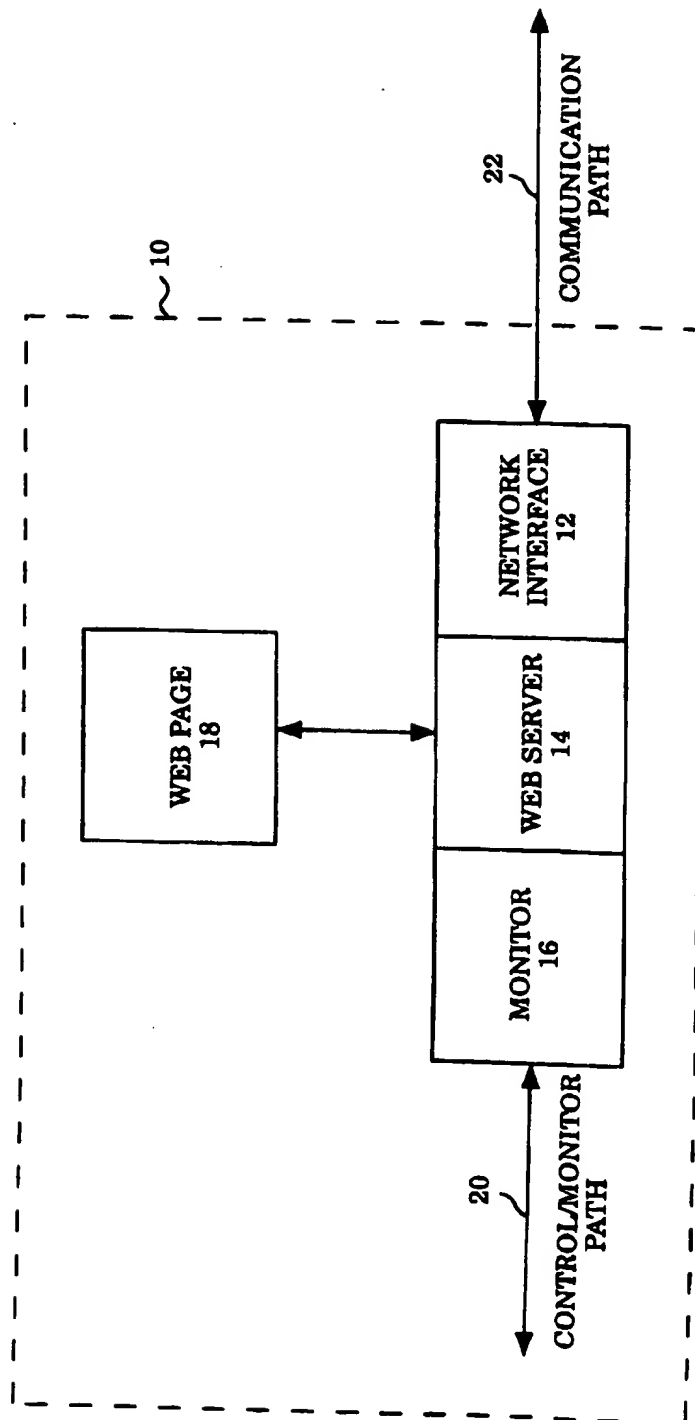 10
WEB PAGE
18
22
COMMUNICATION
PATH
NETWORK
INTERFACE
12
WEB SERVER
14
MONITOR
16
20
CONTROL/MONITOR
PATH